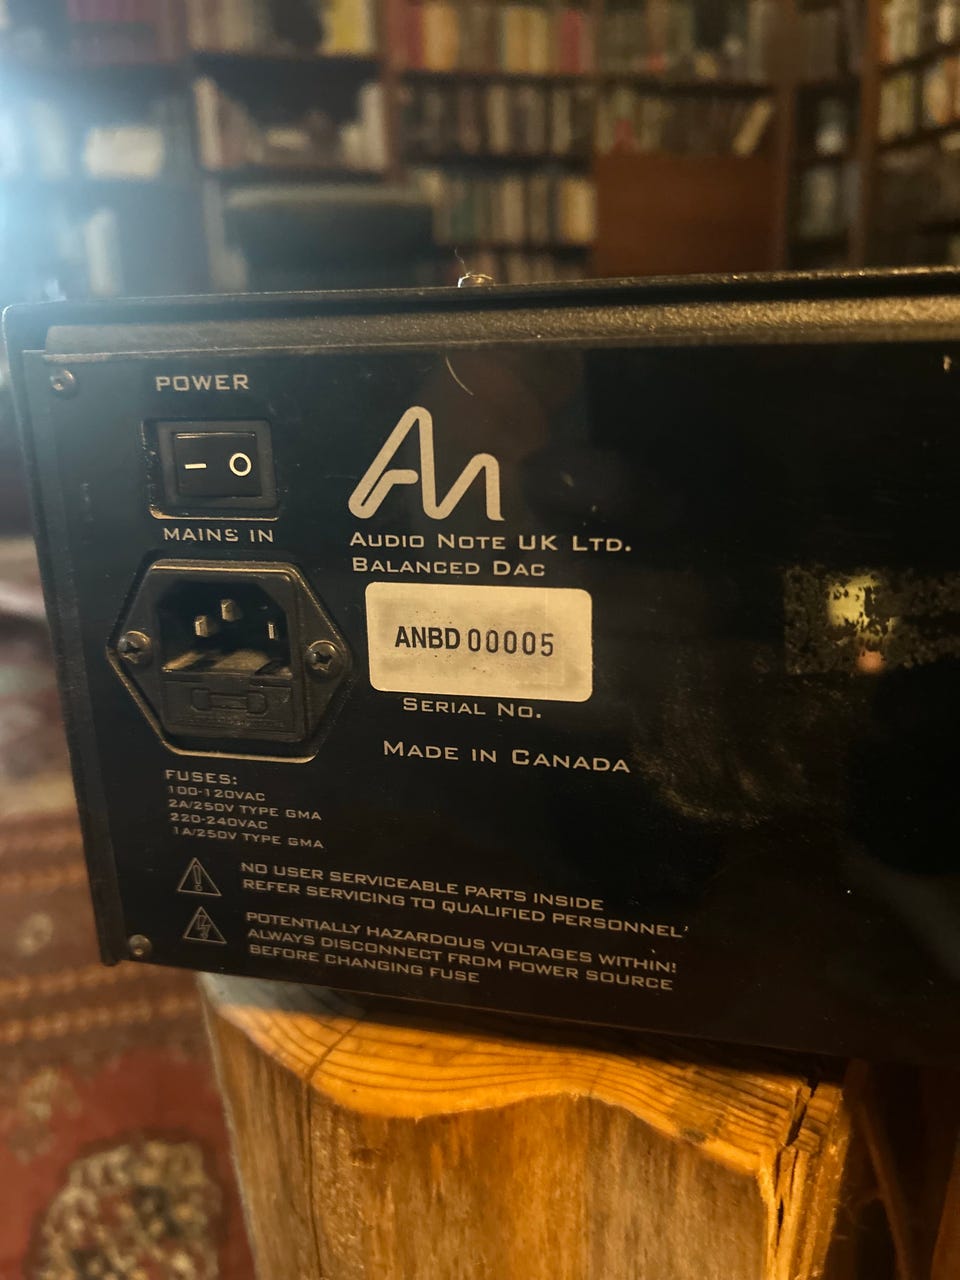 POWER
– O
MAINS IN
AN
AUDIO NOTE UK LTD.
BALANCED DAC
ANBD 00005
SERIAL NO.
MADE IN CANADA
FUSES:
100-120VAC
2A/250V TYPE GMA
220-240VAC
1A/250V TYPE GMA
NO USER SERVICEABLE PARTS INSIDE
REFER SERVICING TO QUALIFIED PERSONNEL'
POTENTIALLY HAZARDOUS VOLTAGES WITHIN!
ALWAYS DISCONNECT FROM POWER SOURCE
BEFORE CHANGING FUSE